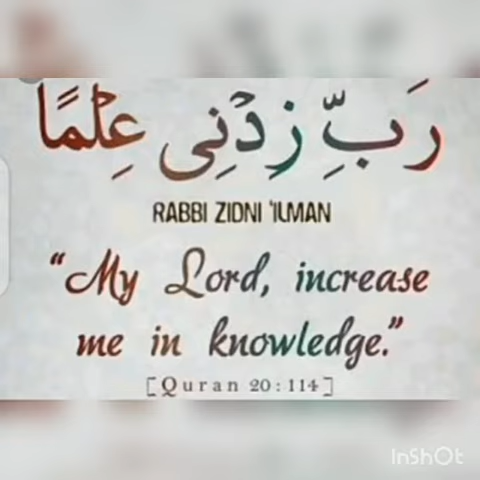 رَبِّ زِدْنِى عِلْمًا
RABBI ZIDNI 'ILMAN
“My Lord, increase
me in knowledge.”
[Quran 20:114]
InShOt